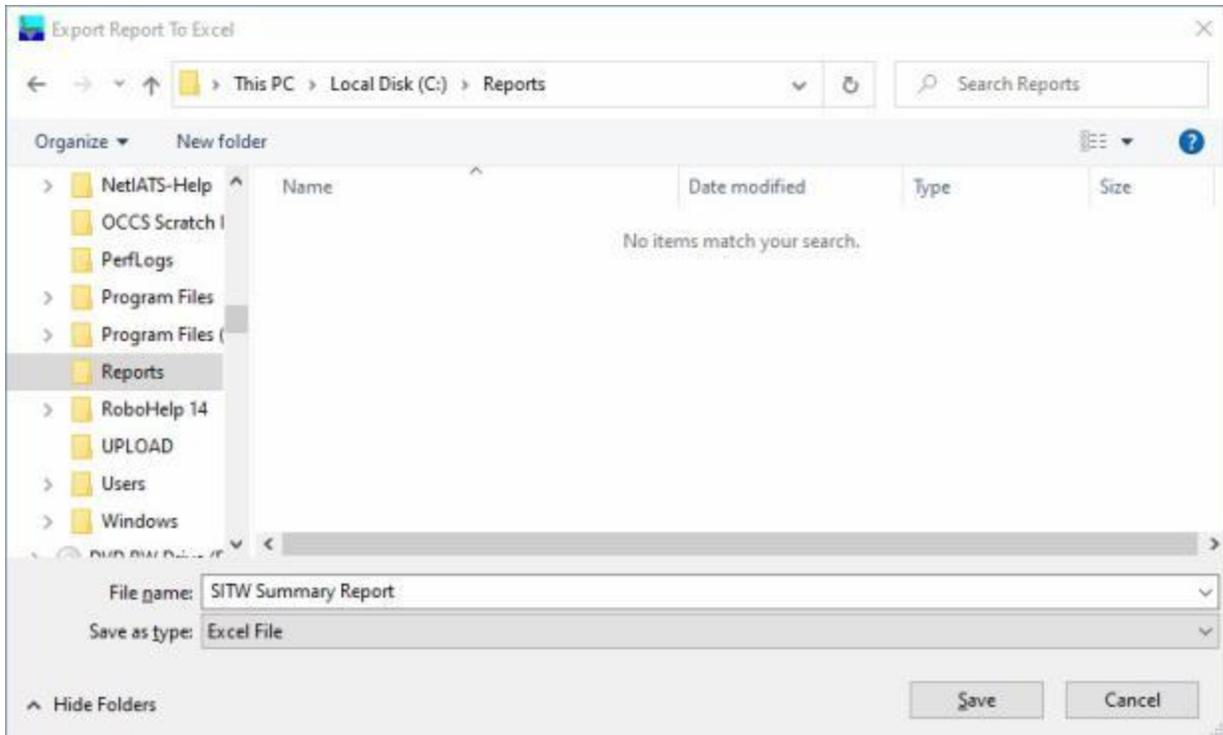 Export Report To Excel
This PC > Local Disk (C:) > Reports
Search Reports
Organize
New folder
Name
Date modified
Type
Size
No items match your search.
NetIATS-Help
OCCS Scratch
PerfLogs
Program Files
Program Files (
Reports
RoboHelp 14
UPLOAD
Users
Windows
File name: SITW Summary Report
Save as type: Excel File
Hide Folders
Save
Cancel